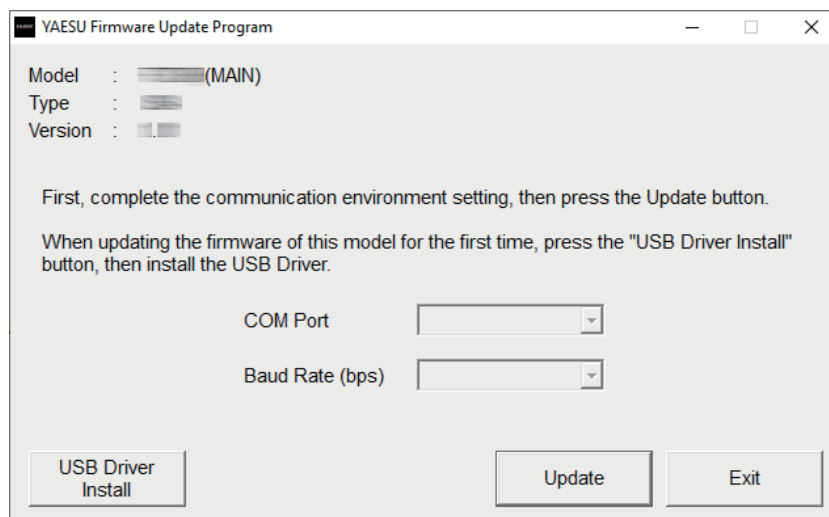 YAESU Firmware Update Program
Model : (MAIN)
Type :
Version :
First, complete the communication environment setting, then press the Update button.
When updating the firmware of this model for the first time, press the "USB Driver Install"
button, then install the USB Driver.
COM Port
Baud Rate (bps)
USB Driver
Install
Update
Exit